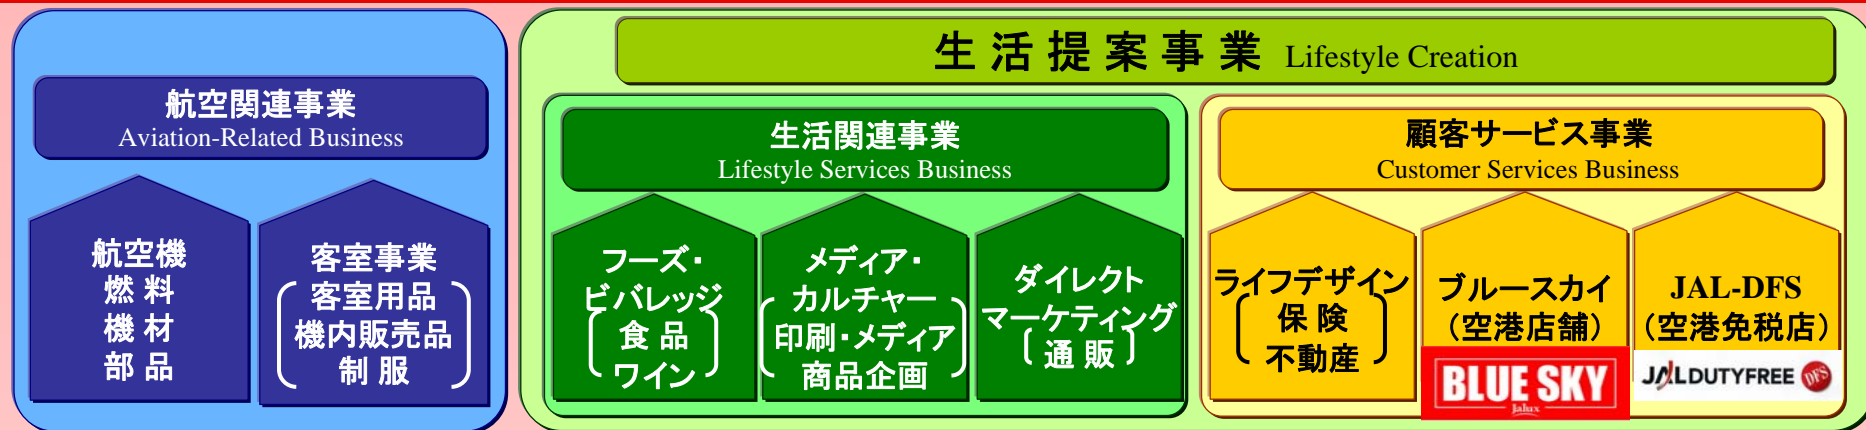 生活提案事業 Lifestyle Creation
航空関連事業
Aviation-Related Business
航空機
燃料
機材
部品
客室事業
客室用品
機内販売品
制服
生活関連事業
Lifestyle Services Business
フーズ・
ビバレッジ
食品
ワイン
メディア・
カルチャー
印刷・メディア
商品企画
ダイレクト
マーケティング
通販
顧客サービス事業
Customer Services Business
ライフデザイン
保険
不動産
ブルースカイ
（空港店舗）
BLUE SKY
Jalux
JAL-DFS
（空港免税店）
JALDUTYFREE DFS